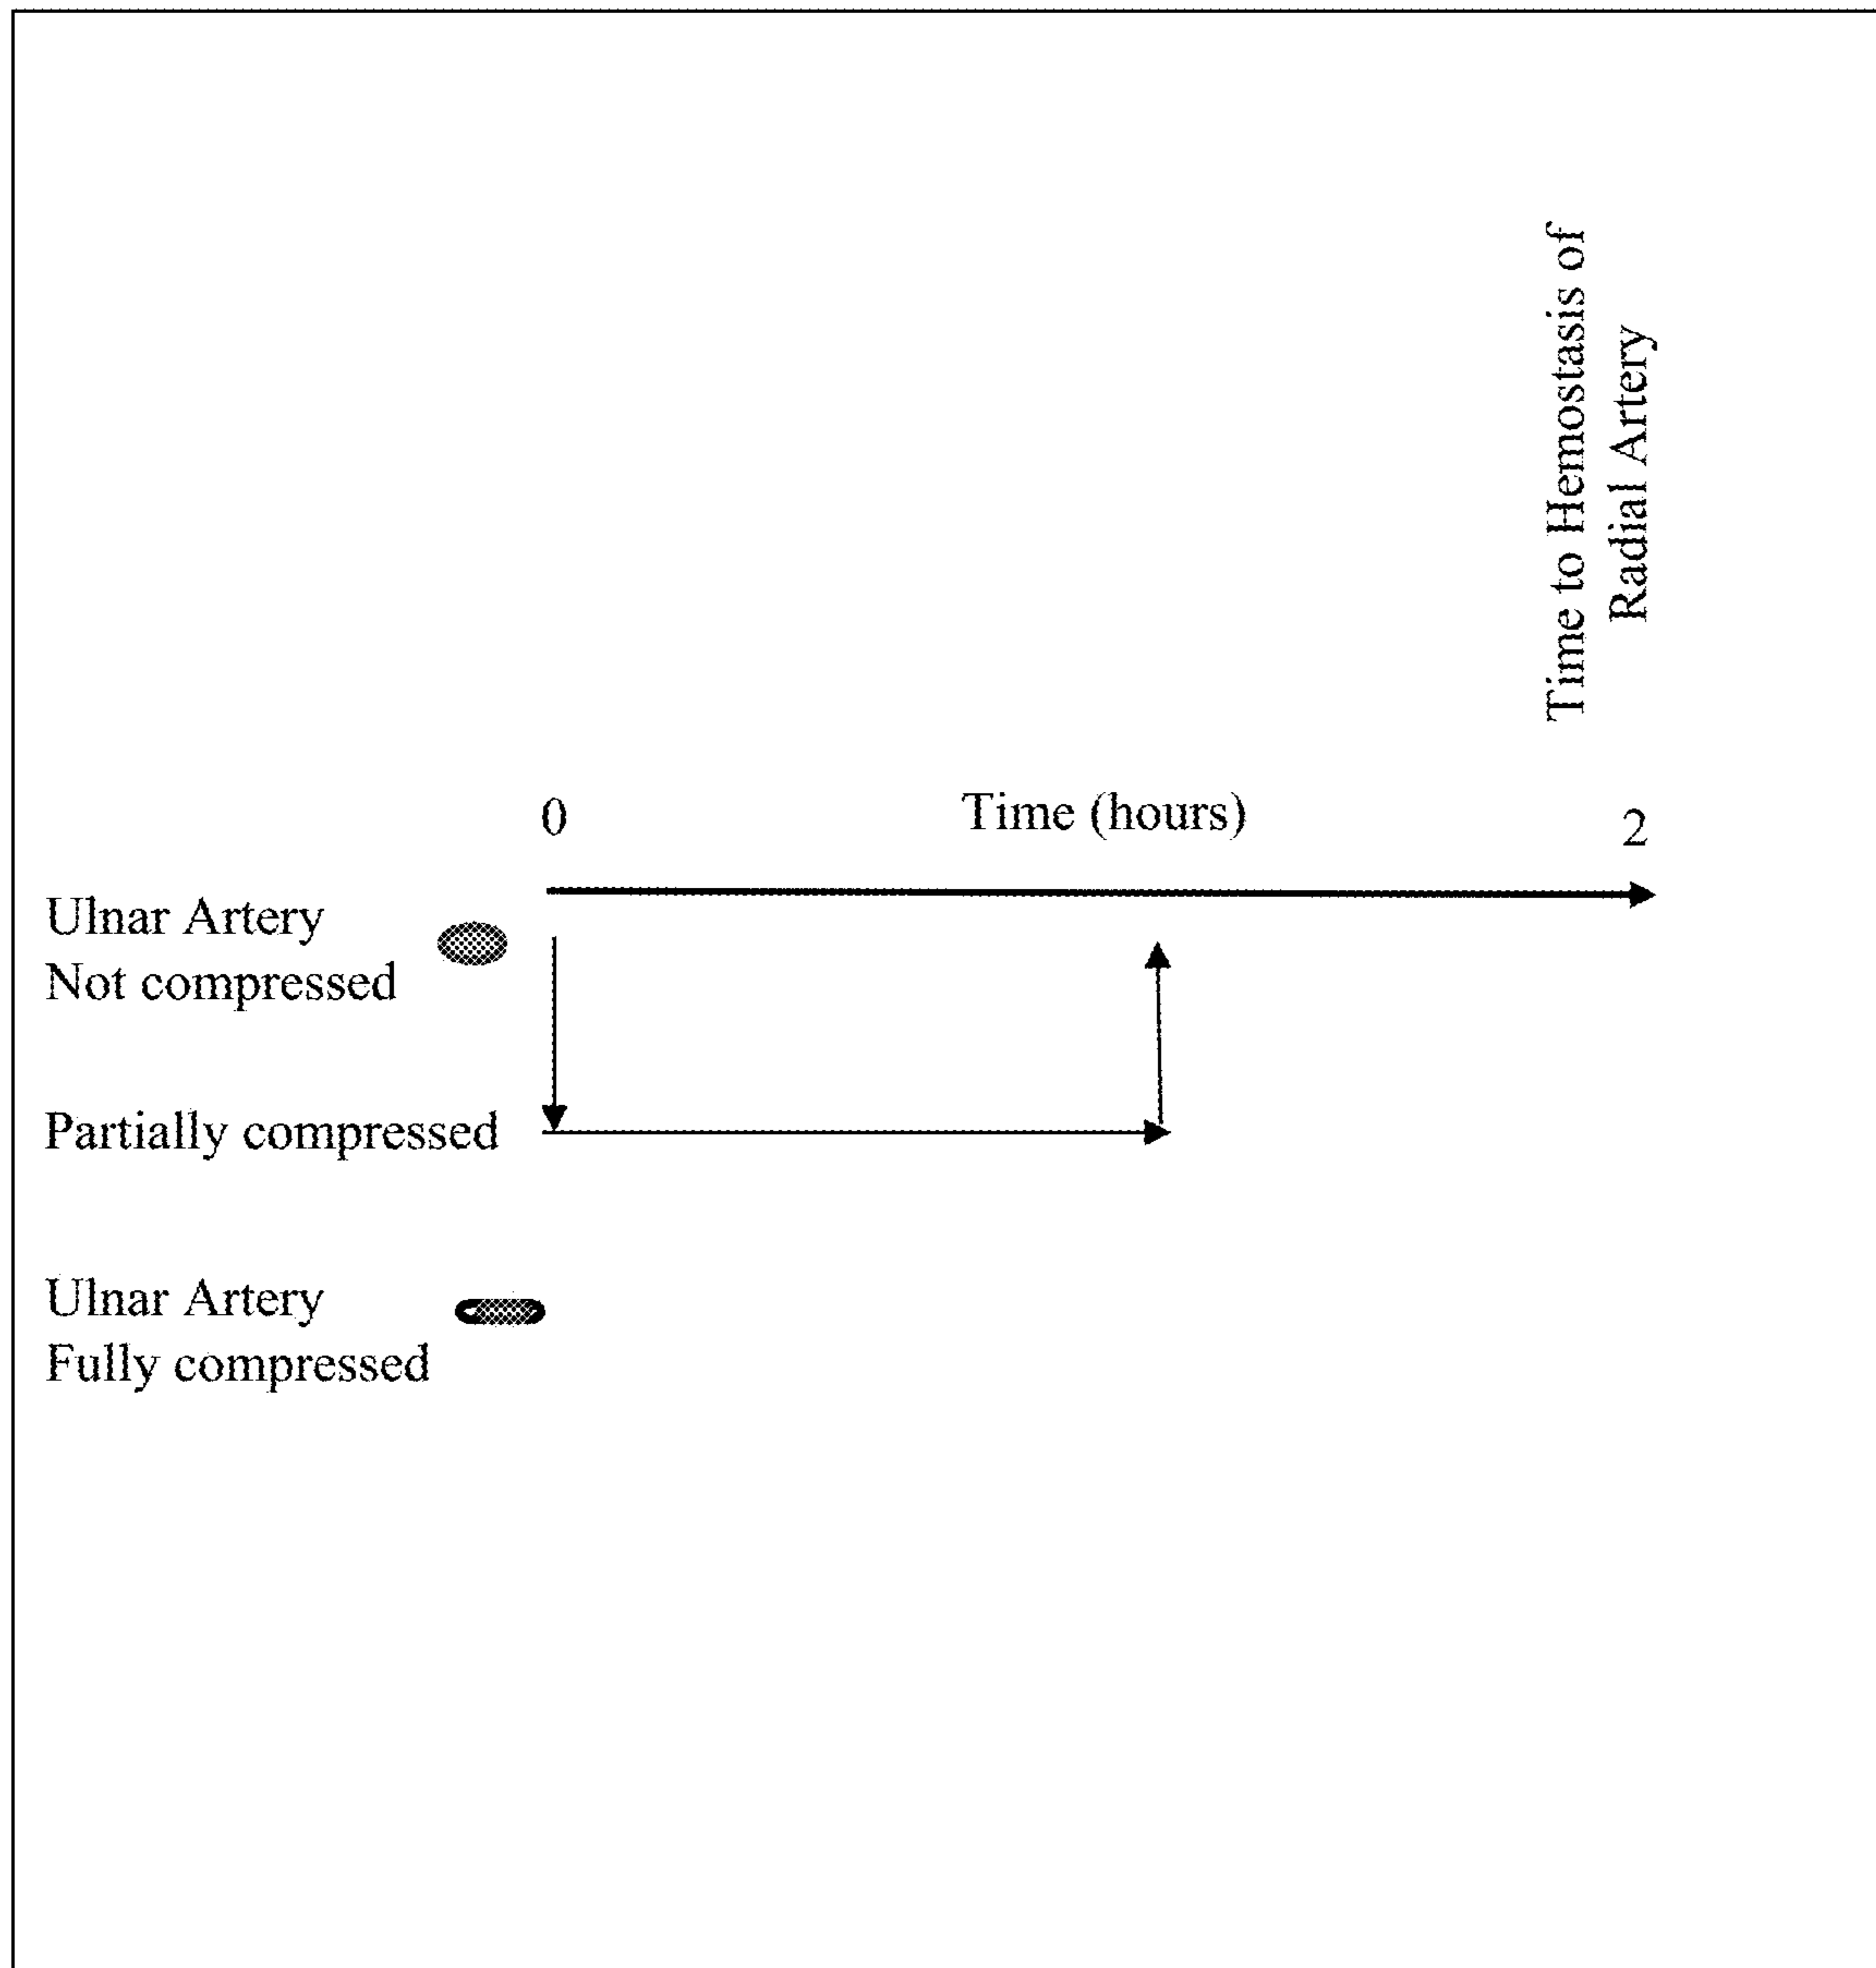 Time to Hemostasis of
Radial Artery
0
Time (hours)
2
Ulnar Artery
Not compressed
Partially compressed
Ulnar Artery
Fully compressed